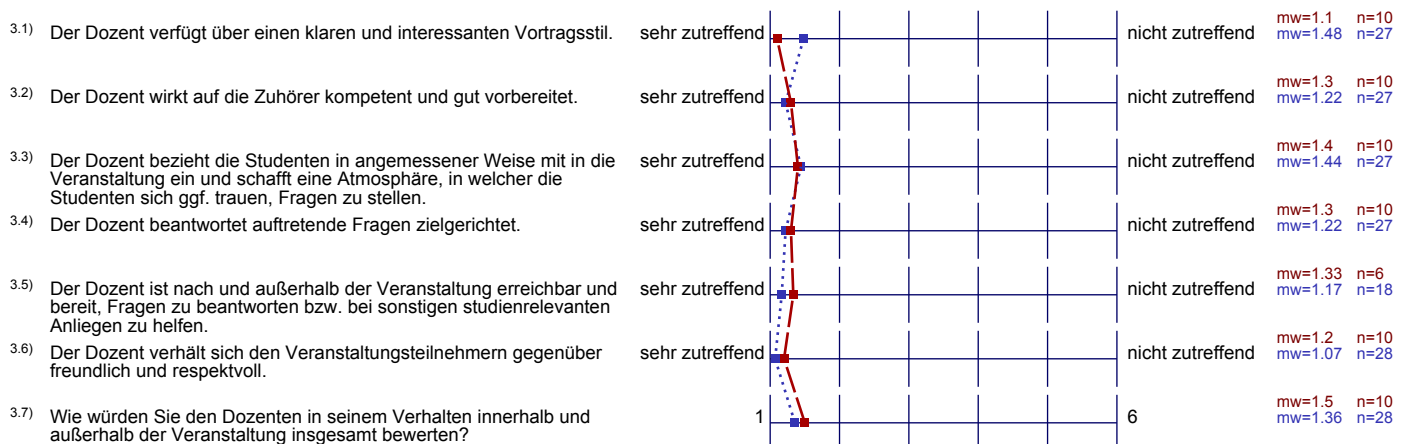 3.1) Der Dozent verfügt über einen klaren und interessanten Vortragsstil. sehr zutreffend nicht zutreffend mw=1.1 n=10
mw=1.48 n=27
3.2) Der Dozent wirkt auf die Zuhörer kompetent und gut vorbereitet. sehr zutreffend nicht zutreffend mw=1.3 n=10
mw=1.22 n=27
3.3) Der Dozent bezieht die Studenten in angemessener Weise mit in die sehr zutreffend nicht zutreffend mw=1.4 n=10
mw=1.44 n=27
Veranstaltung ein und schafft eine Atmosphäre, in welcher die
Studenten sich ggf. trauen, Fragen zu stellen.
3.4) Der Dozent beantwortet auftretende Fragen zielgerichtet. sehr zutreffend nicht zutreffend mw=1.3 n=10
mw=1.22 n=27
3.5) Der Dozent ist nach und außerhalb der Veranstaltung erreichbar und sehr zutreffend nicht zutreffend mw=1.33 n=6
mw=1.17 n=18
bereit, Fragen zu beantworten bzw. bei sonstigen studienrelevanten
Anliegen zu helfen.
3.6) Der Dozent verhält sich den Veranstaltungsteilnehmern gegenüber sehr zutreffend nicht zutreffend mw=1.2 n=10
mw=1.07 n=28
freundlich und respektvoll.
3.7) Wie würden Sie den Dozenten in seinem Verhalten innerhalb und 1 6 mw=1.5 n=10
mw=1.36 n=28
außerhalb der Veranstaltung insgesamt bewerten?